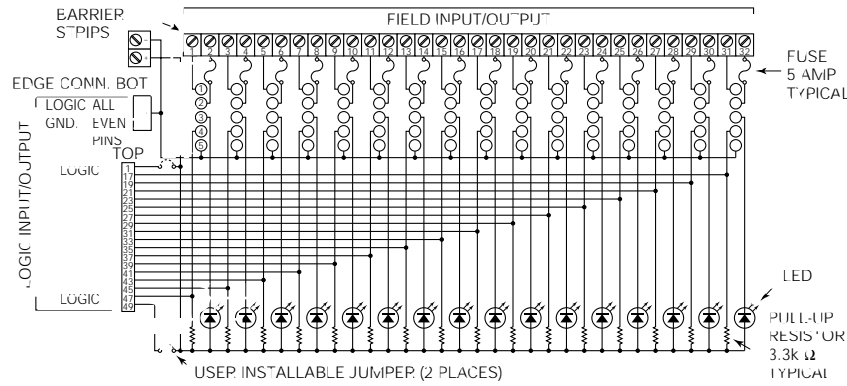 BARRIER
STRIPS
FIELD INPUT/OUTPUT
1 2 3 4 5 6 7 8 9 10 11 12 13 14 15 16 17 18 19 20 21 22 23 24 25 26 27 28 29 30 31 32
-
+
FUSE
5 AMP
TYPICAL
EDGE CONN. BOT
LOGIC ALL
GND. EVEN
PINS
TOP
LOGIC
LOGIC INPUT/OUTPUT
1
2
3
4
5
1
17
19
21
23
25
27
29
31
33
35
37
39
41
43
45
47
49
LOGIC
LED
PULL-UP
RESISTOR
3.3k Ω
TYPICAL
USER INSTALLABLE JUMPER (2 PLACES)